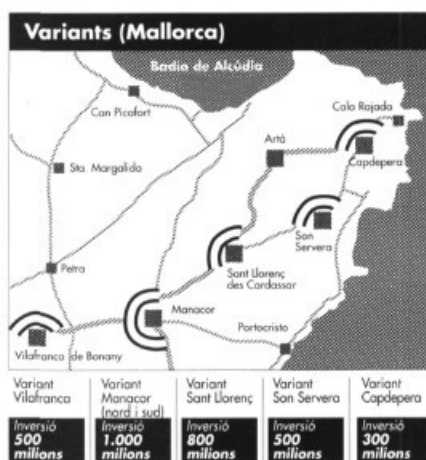 Variants (Mallorca)
Badia de Alcúdia
Cala Rajada
Can Picafort
Artà
Capdepera
Sta. Margalida
Son
Servera
Petra
Sant Llorenç
des Cardassar
Manacor
Portocristo
Vilafranca de Bonany
Variant
Vilafranca
Inversió
500
milions
Variant
Manacor
(nord i sud)
Inversió
1.000
milions
Variant
Sant Llorenç
Inversió
800
milions
Variant
Son Servera
Inversió
500
milions
Variant
Capdepera
Inversió
300
milions